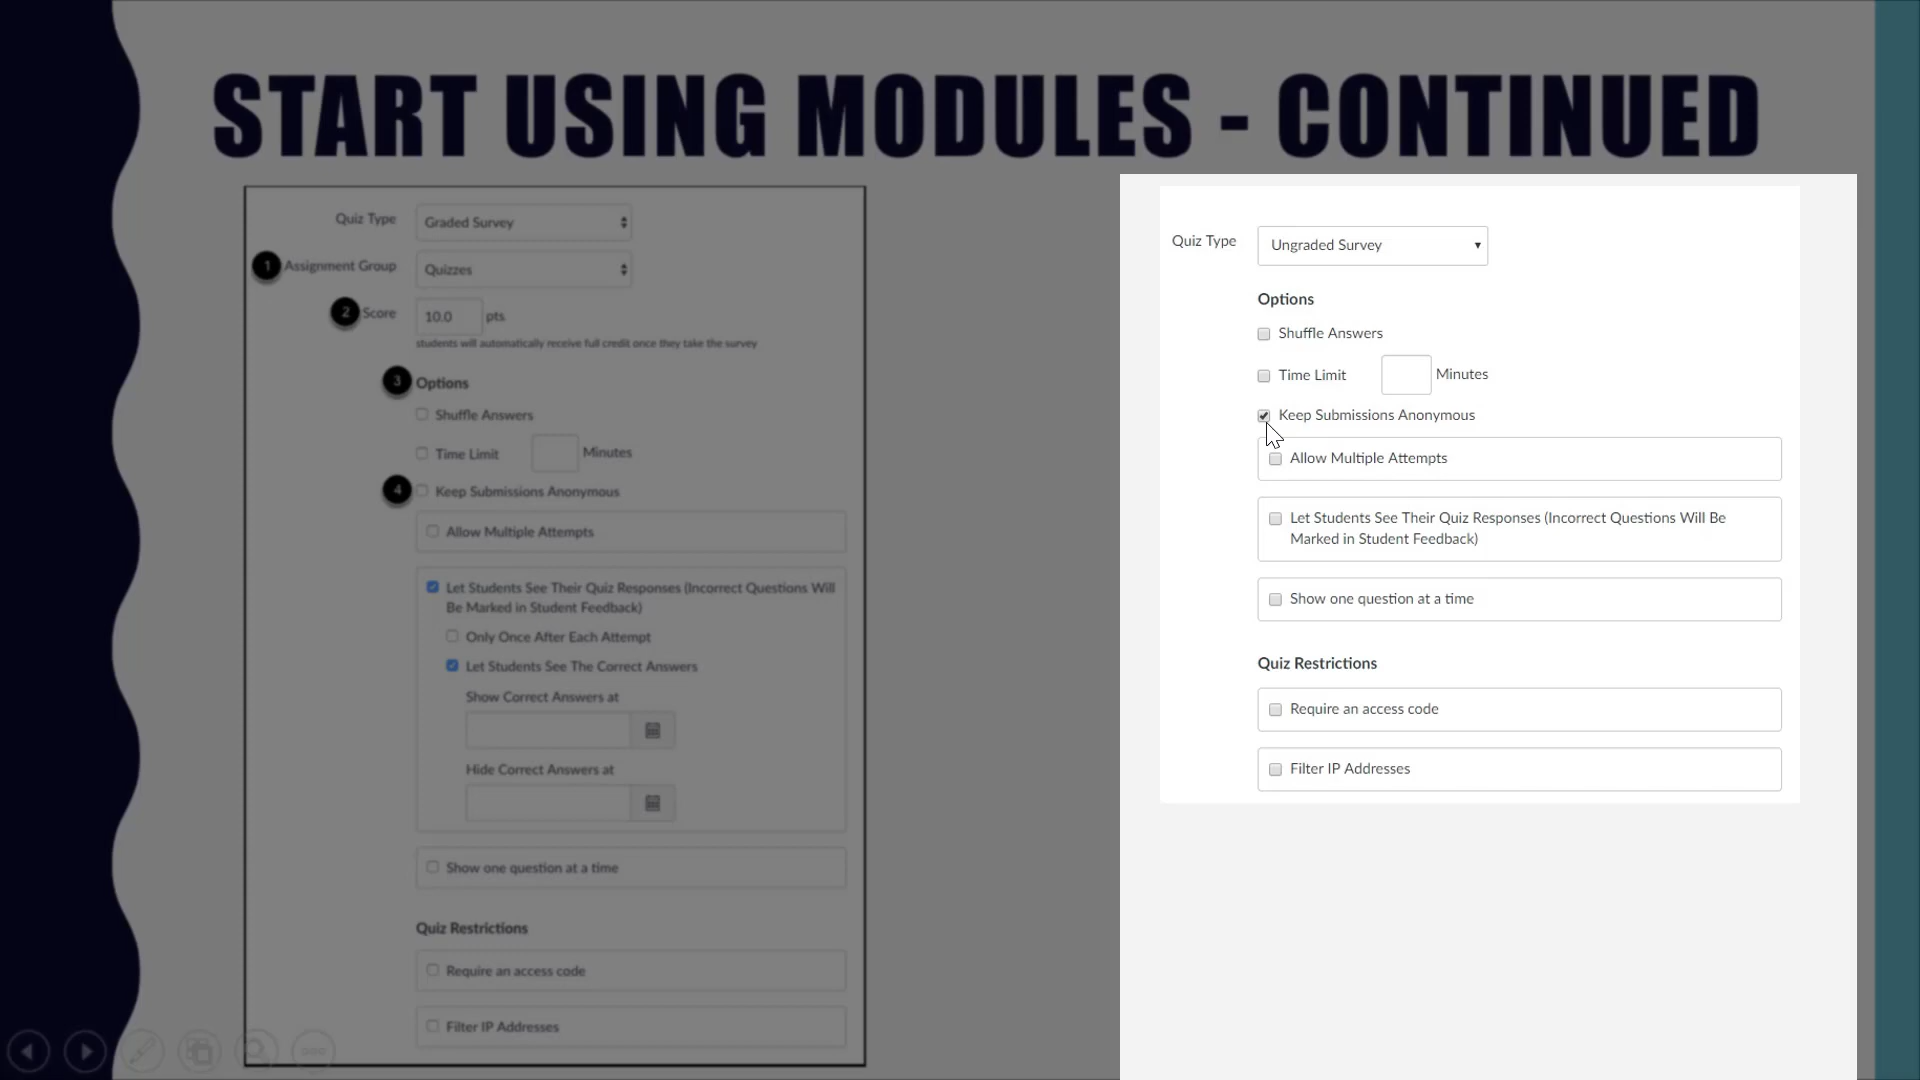 START USING MODULES - CONTINUED
Quiz Type
Graded Survey
1
Assignment Group
Quizzes
2
Score
10.0
pts
students will automatically receive full credit once they take the survey
3
Options
Shuffle Answers
Time Limit
Minutes
4
Keep Submissions Anonymous
Allow Multiple Attempts
Let Students See Their Quiz Responses (Incorrect Questions Will
Be Marked in Student Feedback)
Only Once After Each Attempt
Let Students See The Correct Answers
Show Correct Answers at
Hide Correct Answers at
Show one question at a time
Quiz Restrictions
Require an access code
Filter IP Addresses
Quiz Type
Ungraded Survey
Options
Shuffle Answers
Time Limit
Minutes
Keep Submissions Anonymous
Allow Multiple Attempts
Let Students See Their Quiz Responses (Incorrect Questions Will Be
Marked in Student Feedback)
Show one question at a time
Quiz Restrictions
Require an access code
Filter IP Addresses